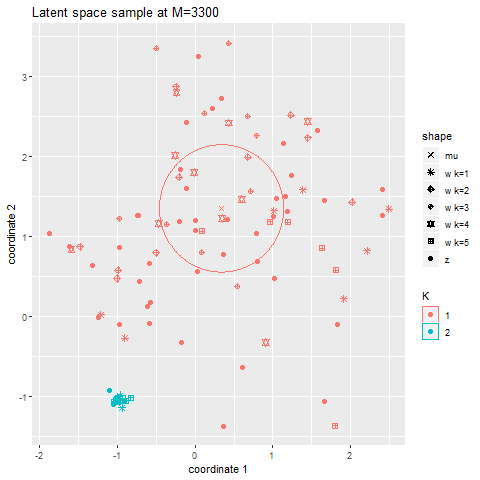 Latent space sample at M=3300
coordinate 2
3
2
1
0
-1
-2
-1
0
1
2
coordinate 1
shape
mu
w k=1
w k=2
w k=3
w k=4
w k=5
z
K
1
2